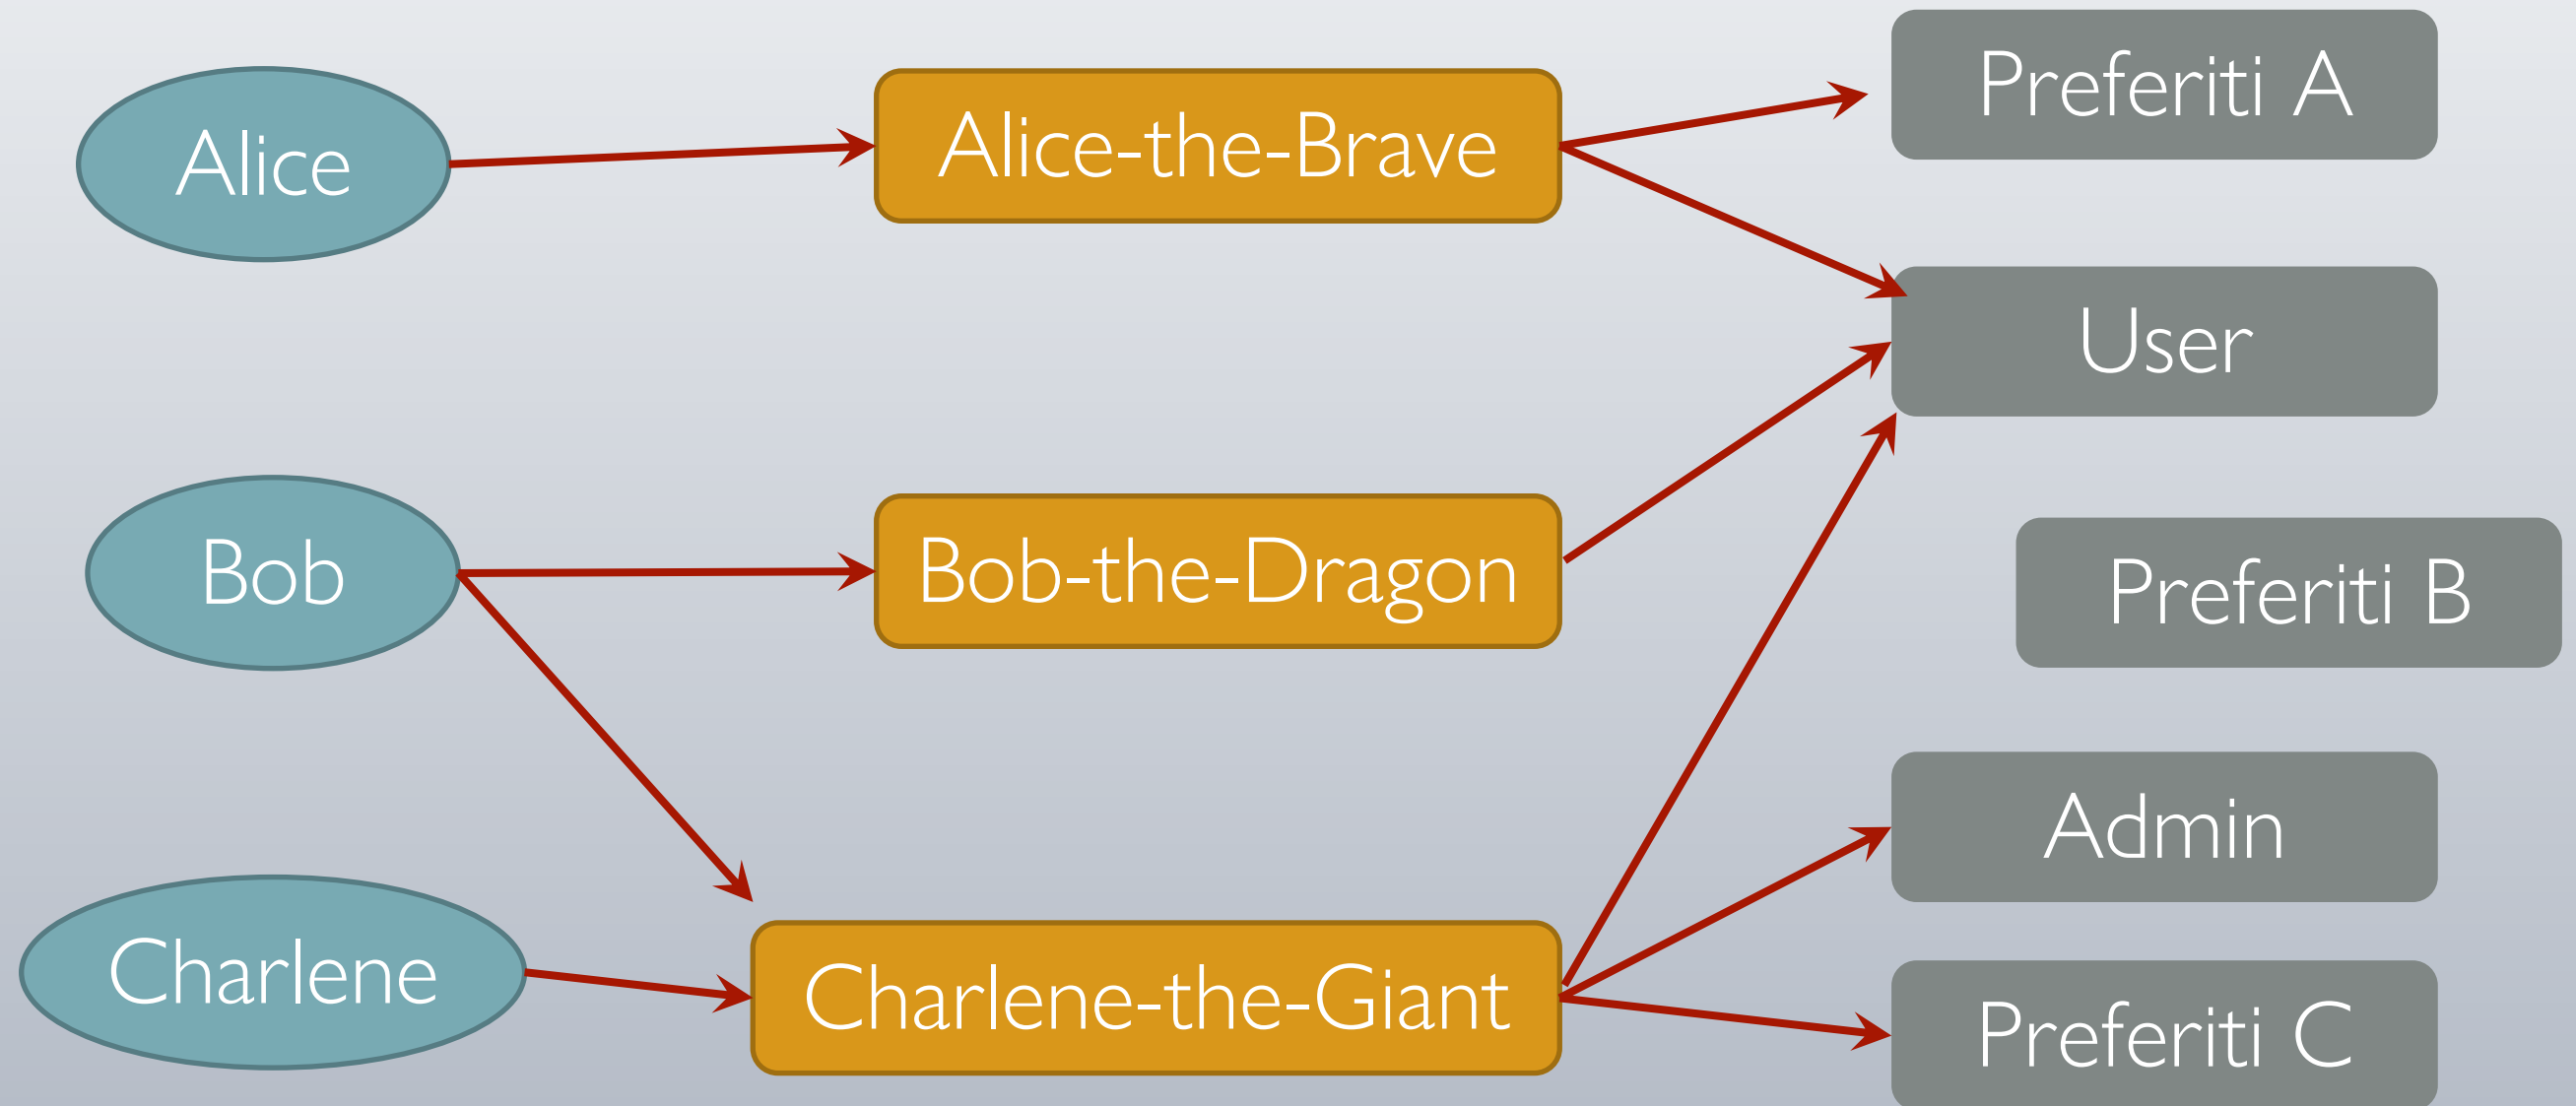 Alice
Alice-the-Brave
Preferiti A
User
Bob
Bob-the-Dragon
Preferiti B
Admin
Charlene
Charlene-the-Giant
Preferiti C